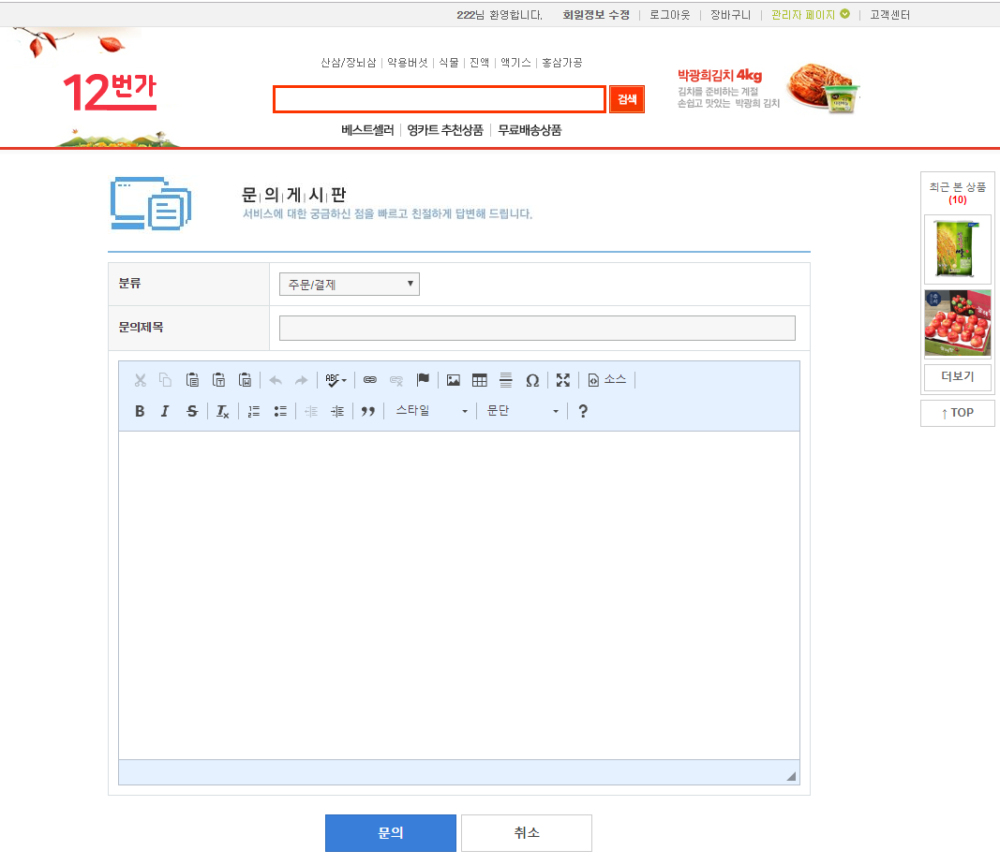 222님 환영합니다. 회원정보 수정 로그아웃 장바구니 관리자 페이지 고객센터
산삼/장뇌삼 약용버섯 식물 진액 액기스 홍삼가공
12번가
검색
박광희김치 4kg
김치를 준비하는 계절
손쉽고 맛있는 박광희 김치
베스트셀러 영카트 추천상품 무료배송상품
문의게시판
서비스에 대한 궁금하신 점을 빠르고 친절하게 답변해 드립니다.
분류
주문/결제
문의제목
ABC
Ω
소스
B I S Tx
스타일
문단
?
문의
취소
최근 본 상품
(10)
더보기
↑ TOP